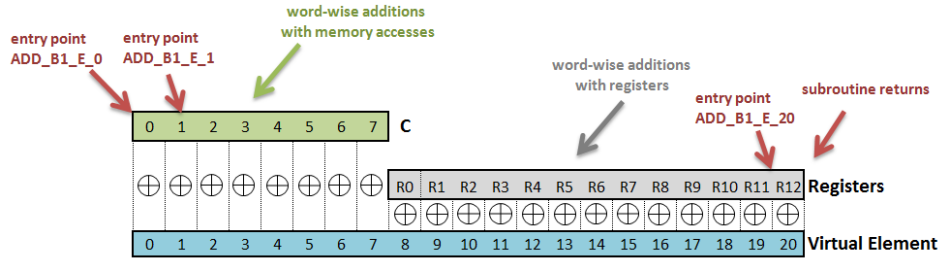 word-wise additions
with memory accesses
entry point
ADD_B1_E_0
entry point
ADD_B1_E_1
word-wise additions
with registers
entry point
ADD_B1_E_20
subroutine returns
0 1 2 3 4 5 6 7 C
R0 R1 R2 R3 R4 R5 R6 R7 R8 R9 R10 R11 R12 Registers
0 1 2 3 4 5 6 7 8 9 10 11 12 13 14 15 16 17 18 19 20 Virtual Element